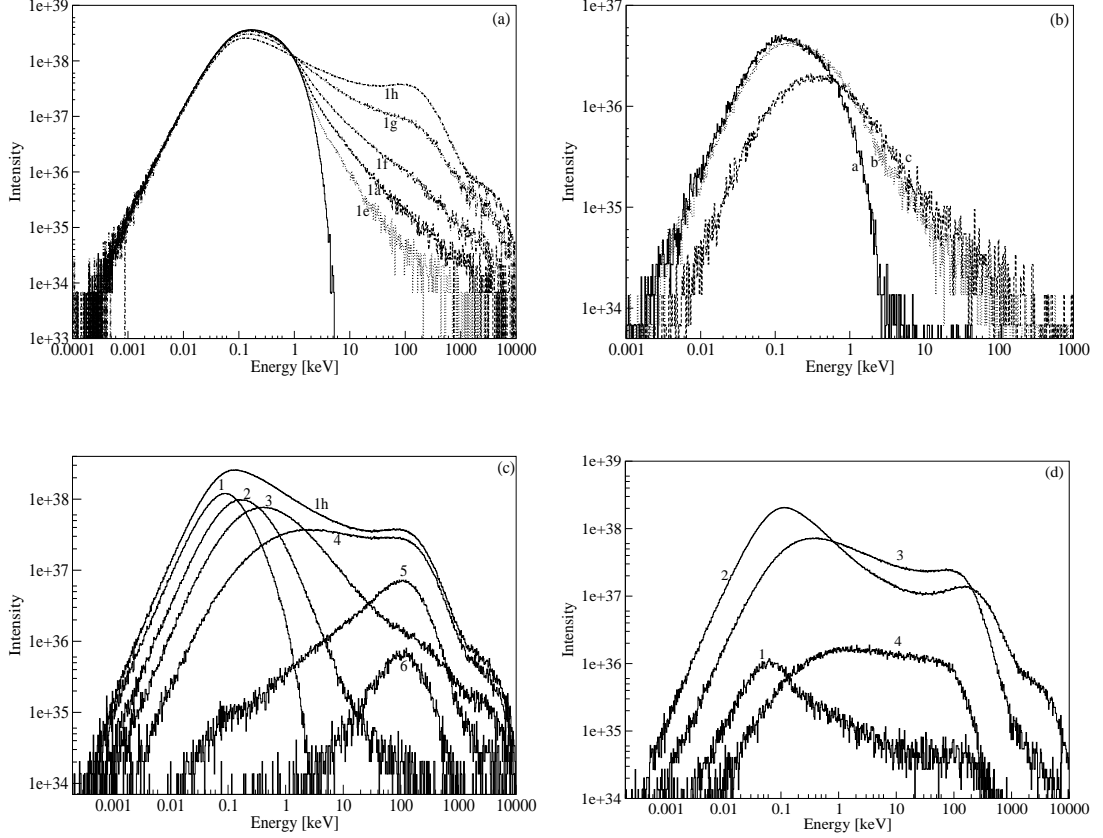 (a)
1e+39
1e+38
1e+37
1e+36
1e+35
1e+34
1e+33
Intensity
1h
1g
1f
1a
1e
0.0001 0.001 0.01 0.1 1 10 100 1000 10000
Energy [keV]
(b)
1e+37
1e+36
1e+35
1e+34
Intensity
a
b
c
0.001 0.01 0.1 1 10 100 1000
Energy [keV]
(c)
1e+38
1e+37
1e+36
1e+35
1e+34
Intensity
1
2
3
1h
4
5
6
0.001 0.01 0.1 1 10 100 1000 10000
Energy [keV]
(d)
1e+39
1e+38
1e+37
1e+36
1e+35
1e+34
Intensity
2
3
1
4
0.001 0.01 0.1 1 10 100 1000 10000
Energy [keV]